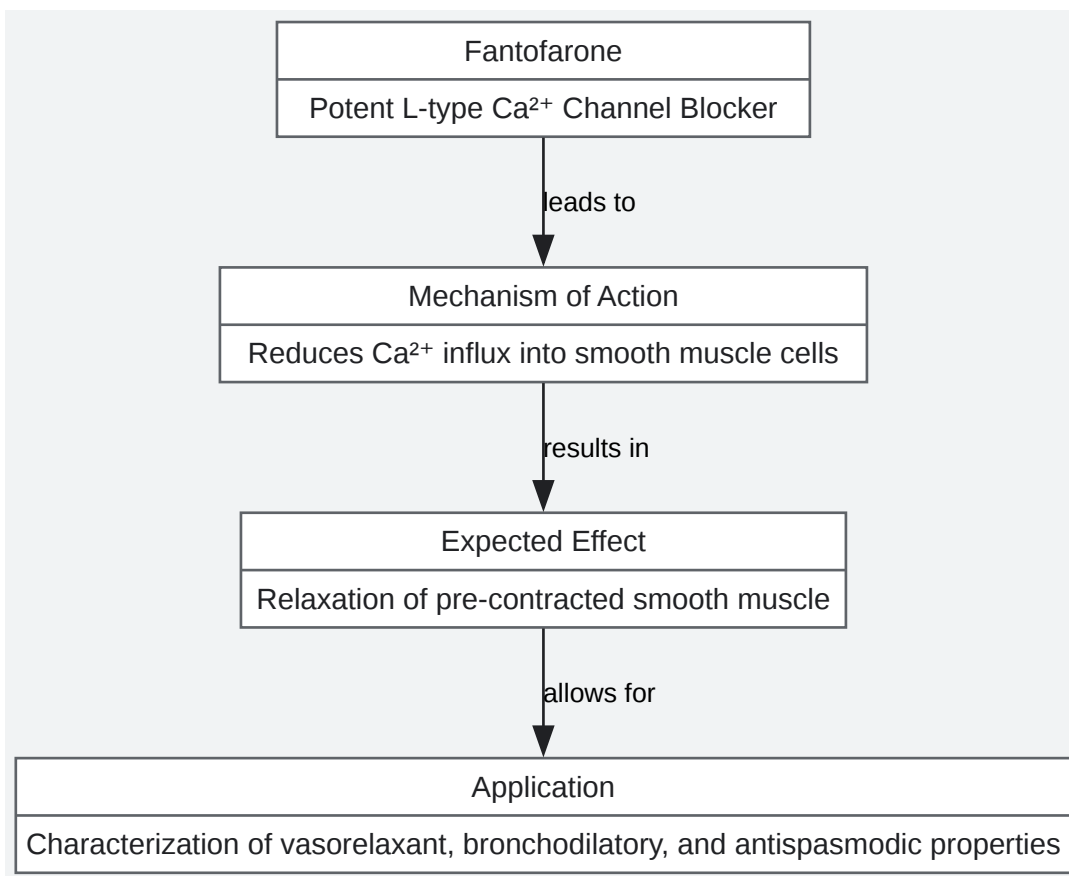 Fantofarone
Potent L-type Ca²⁺ Channel Blocker
leads to
Mechanism of Action
Reduces Ca²⁺ influx into smooth muscle cells
results in
Expected Effect
Relaxation of pre-contracted smooth muscle
allows for
Application
Characterization of vasorelaxant, bronchodilatory, and antispasmodic properties